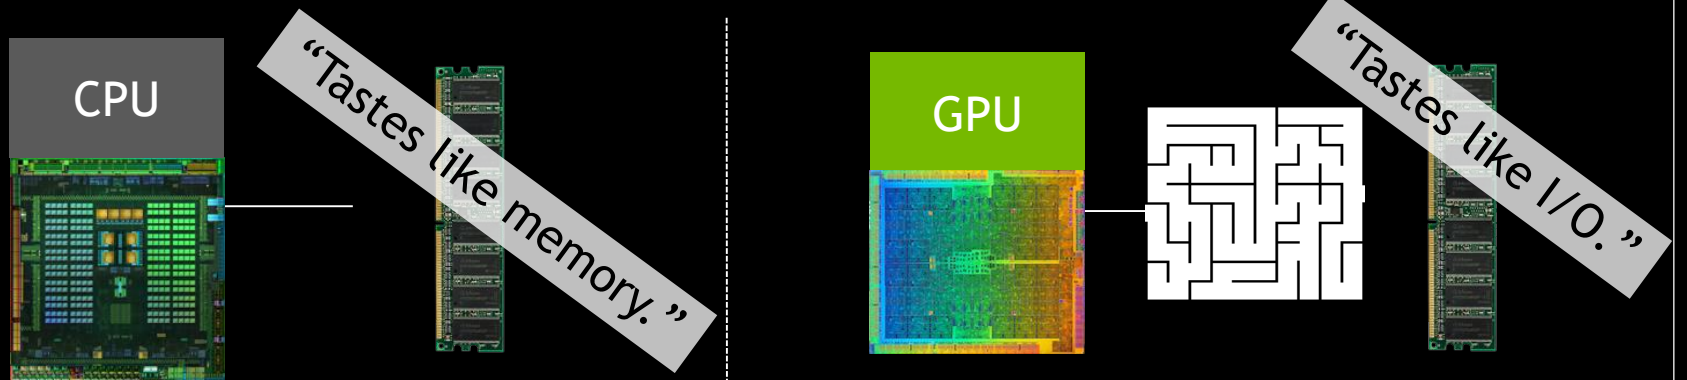 CPU
“Tastes like memory.”
GPU
“Tastes like I/O.”